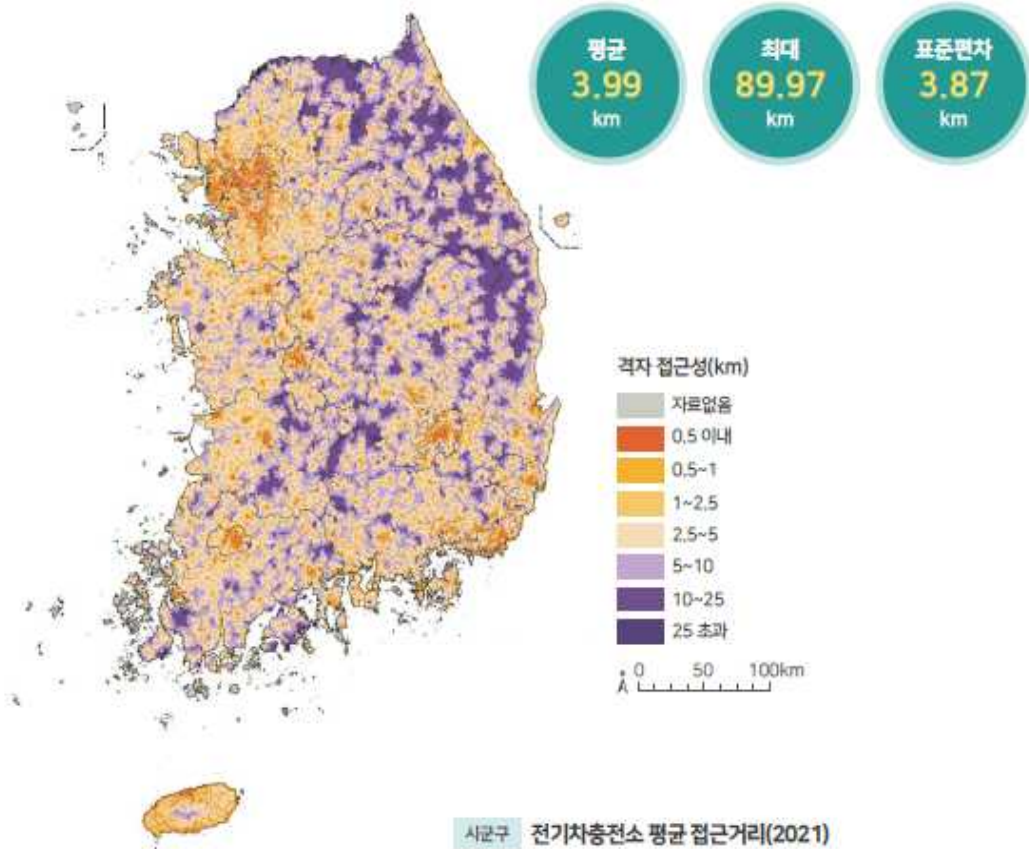 평균
3.99
km
최대
89.97
km
표준편차
3.87
km
격자 접근성(km)
자료없음
0.5 이내
0.5~1
1~2.5
2.5~5
5~10
10~25
25 초과
0 50 100km
시군구 전기차충전소 평균 접근거리(2021)